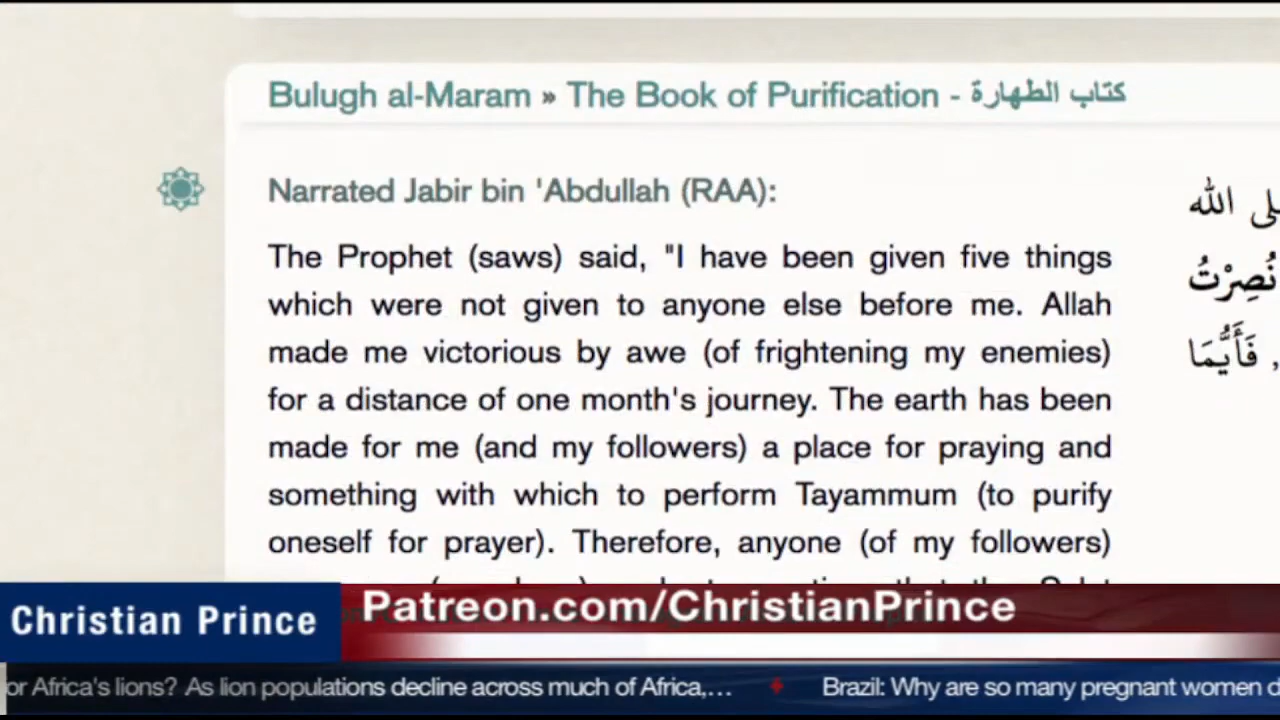 Bulugh al-Maram » The Book of Purification - كتاب الطهارة
Narrated Jabir bin 'Abdullah (RAA):
The Prophet (saws) said, "I have been given five things
which were not given to anyone else before me. Allah
made me victorious by awe (of frightening my enemies)
for a distance of one month's journey. The earth has been
made for me (and my followers) a place for praying and
something with which to perform Tayammum (to purify
oneself for prayer). Therefore, anyone (of my followers)
الله
نُصِرْتُ
, فَأَيُّمَا
Christian Prince
Patreon.com/ChristianPrince
or Africa's lions? As lion populations decline across much of Africa,... Brazil: Why are so many pregnant women